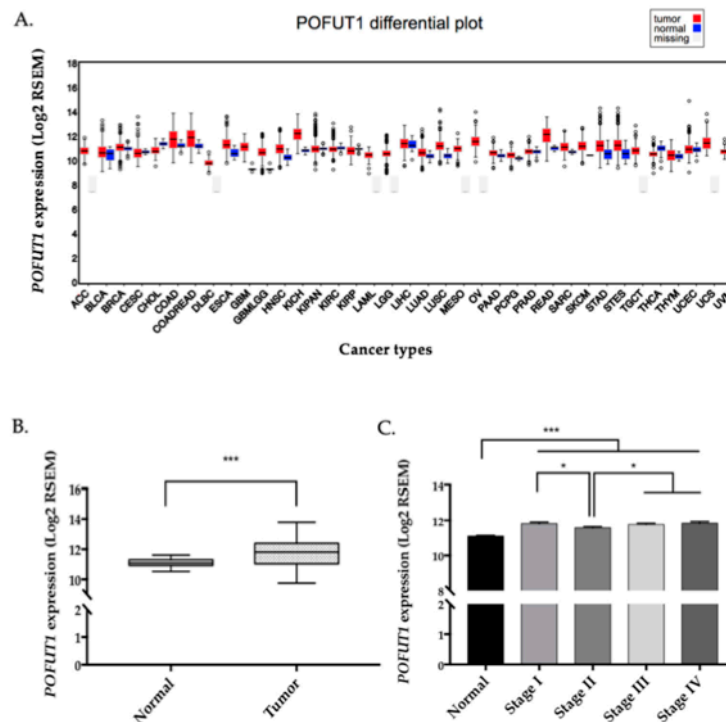 A.
POFUT1 differential plot
tumor
normal
missing
POFUT1 expression (Log2 RSEM)
18
16
14
12
10
8
6
4
2
0
ACC
BLCA
BRCA
CESC
CHOL
COAD
COADREAD
DLBC
ESCA
GBM
GBMLGG
HNSC
KICH
KIPAN
KIRC
KIRP
LAML
LGG
LIHC
LUAD
LUSC
MESO
OV
PAAD
PCPG
PRAD
READ
SARC
SKCM
STAD
STES
TGCT
THCA
THYM
UCEC
UCS
Cancer types
B.
***
POFUT1 expression (Log2 RSEM)
14
12
10
2
1
0
Normal
Tumor
C.
***
*
*
POFUT1 expression (Log2 RSEM)
14
12
10
8
2
1
0
Normal
Stage I
Stage II
Stage III
Stage IV